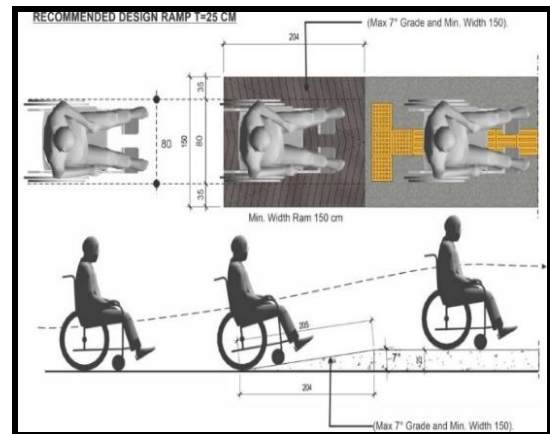 RECOMMENDED DESIGN RAMP T=25 CM
(Max 7° Grade and Min. Width 150).
204
35
80
150
80
35
Min. Width Ram 150 cm
205
7°
25
204
(Max 7° Grade and Min. Width 150).